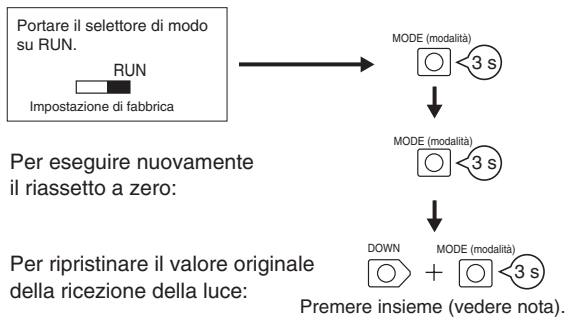 Portare il selettore di modo
su RUN.
RUN
Impostazione di fabbrica
MODE (modalità)
3 s
MODE (modalità)
3 s
Per eseguire nuovamente
il riassetto a zero:
DOWN
MODE (modalità)
+
3 s
Per ripristinare il valore originale
della ricezione della luce:
Premere insieme (vedere nota).